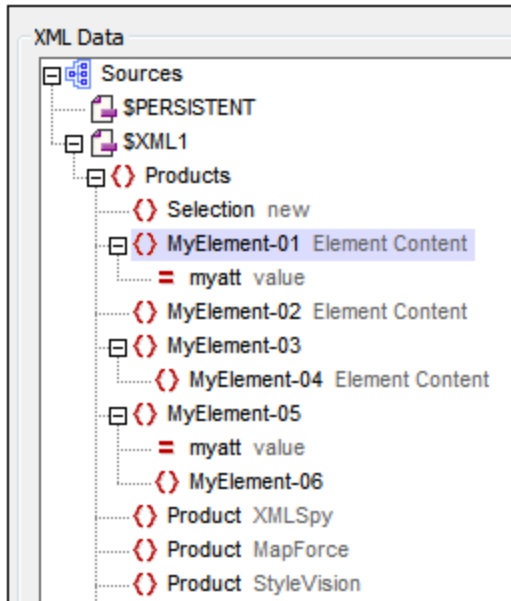 XML Data
Sources
$PERSISTENT
$XML1
Products
Selection new
MyElement-01 Element Content
myatt value
MyElement-02 Element Content
MyElement-03
MyElement-04 Element Content
MyElement-05
myatt value
MyElement-06
Product XMLSpy
Product MapForce
Product StyleVision